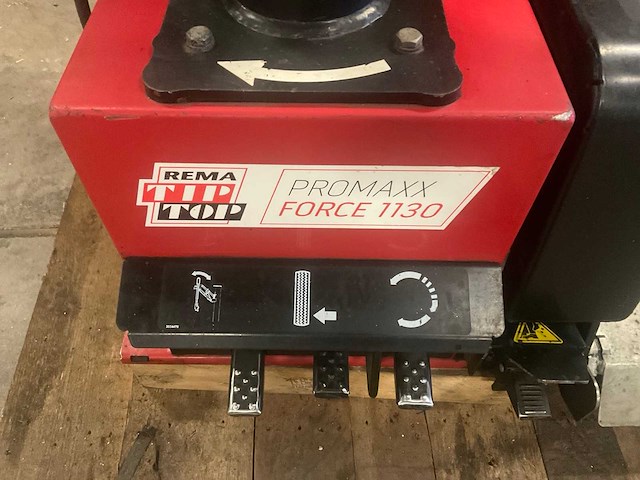 REMA
TIP
TOP
PROMAXX
FORCE 1130